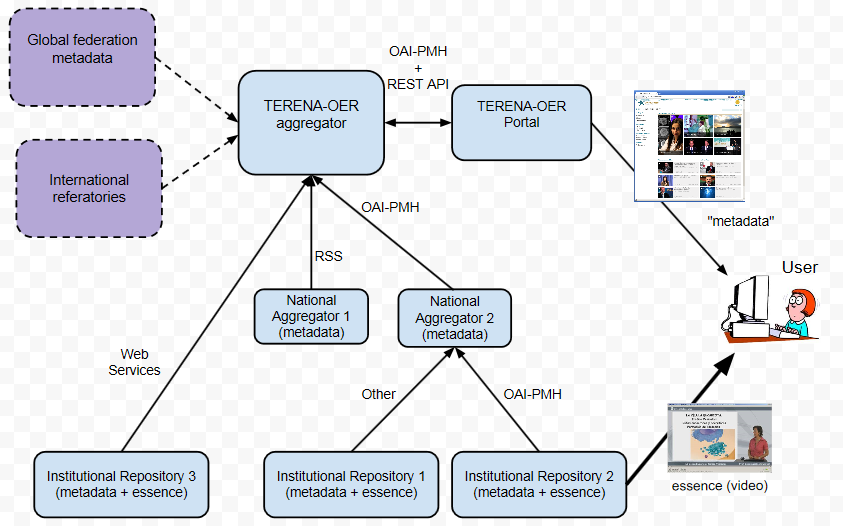 Global federation
metadata
International
referatories
TERENA-OER
aggregator
OAI-PMH
+
REST API
TERENA-OER
Portal
"metadata"
User
OAI-PMH
RSS
National
Aggregator 1
(metadata)
National
Aggregator 2
(metadata)
Web
Services
Other
OAI-PMH
Institutional Repository 3
(metadata + essence)
Institutional Repository 1
(metadata + essence)
Institutional Repository 2
(metadata + essence)
essence (video)